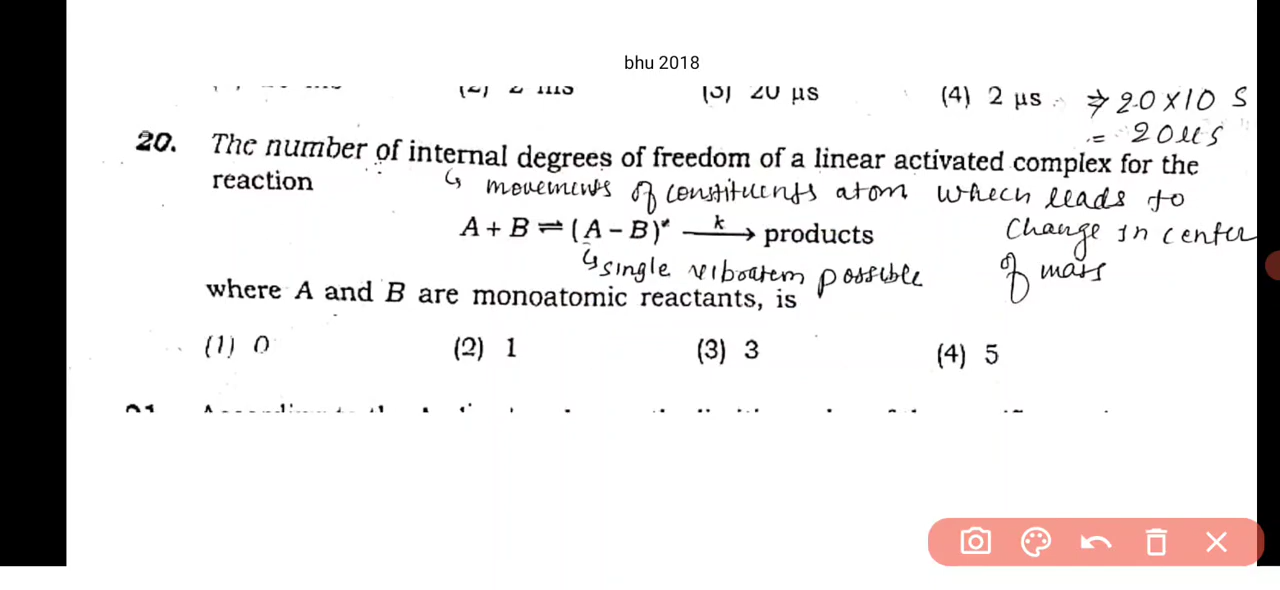 bhu 2018
(3) 20 μs (4) 2 μs ⇒ 20 × 10 S
= 20 μs
20. The number of internal degrees of freedom of a linear activated complex for the
reaction
↳ movements of constituents atom which leads to
change in center
of mass
A + B ⇌ (A – B)* k → products
↳ single vibration possible
where A and B are monoatomic reactants, is
(1) 0 (2) 1 (3) 3 (4) 5